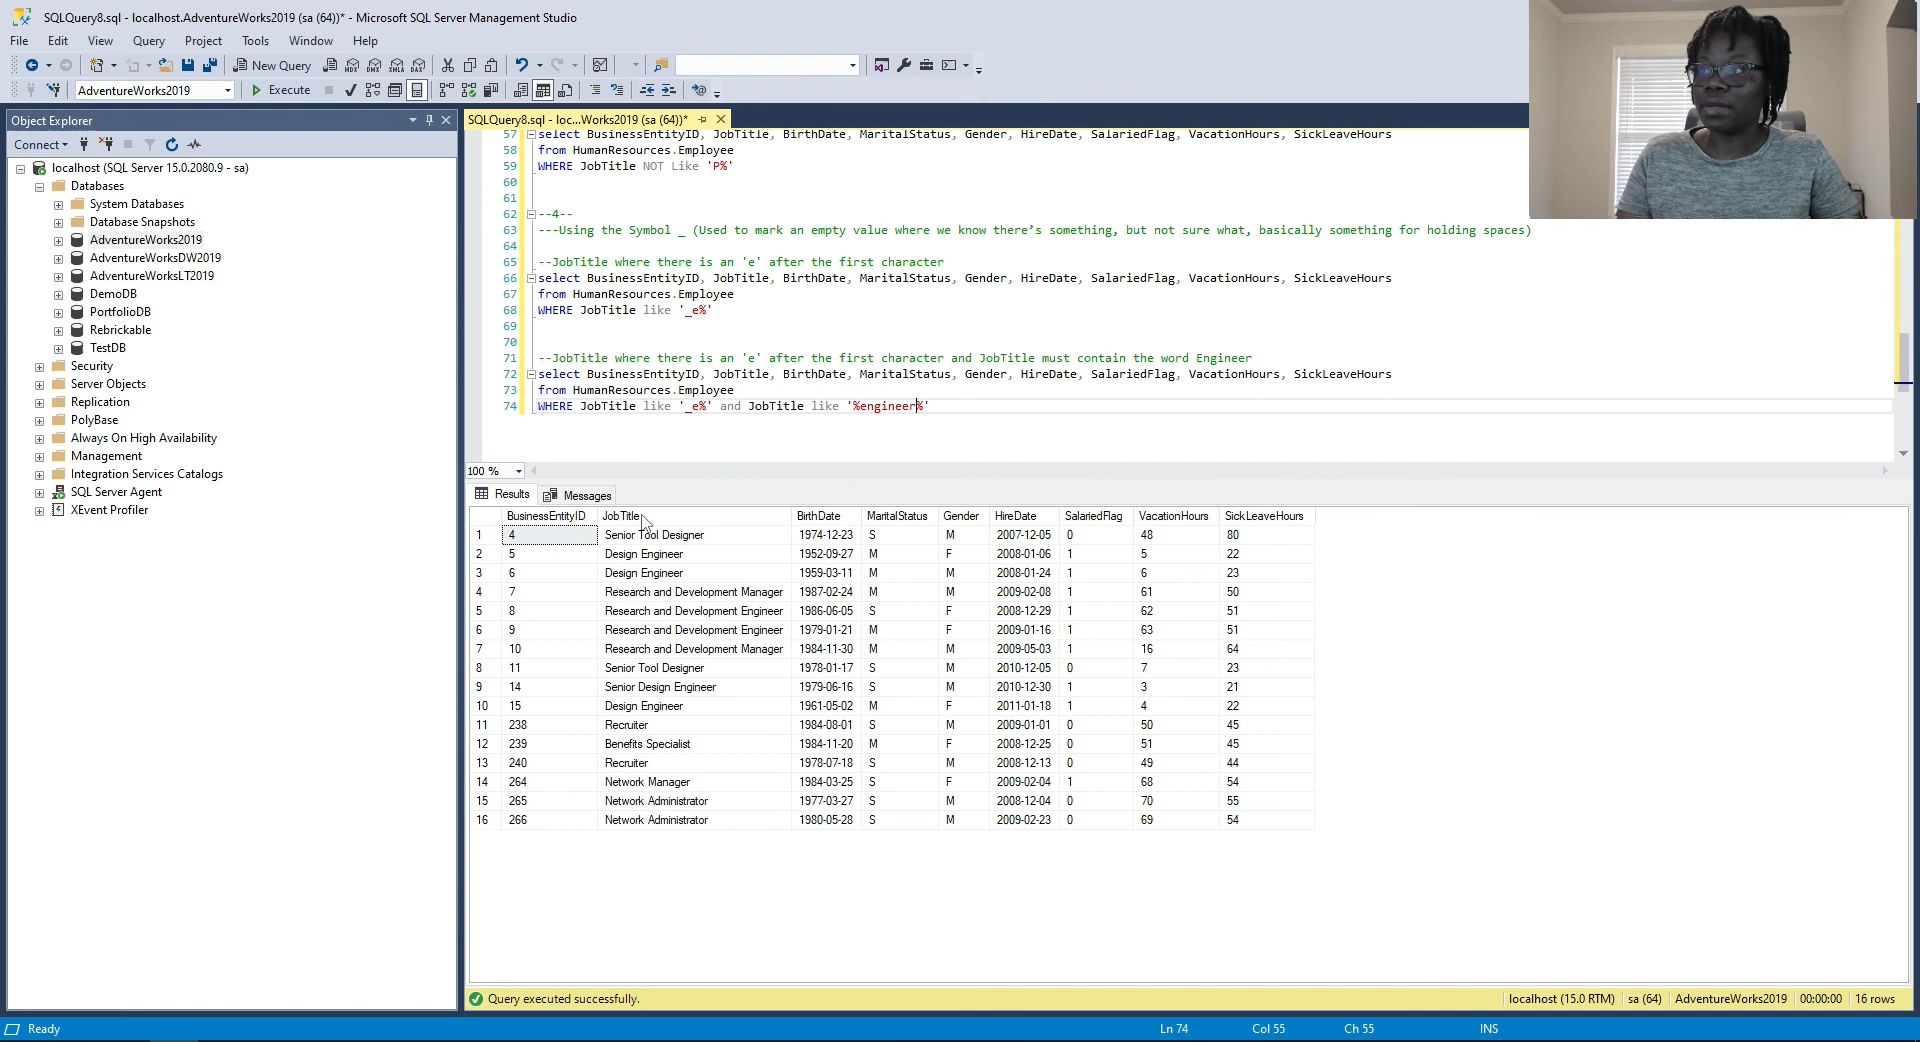 SQLQuery8.sql - localhost.AdventureWorks2019 (sa (64))* - Microsoft SQL Server Management Studio
File Edit View Query Project Tools Window Help
New Query
AdventureWorks2019 Execute
Object Explorer
Connect
localhost (SQL Server 15.0.2080.9 - sa)
Databases
System Databases
Database Snapshots
AdventureWorks2019
AdventureWorksDW2019
AdventureWorksLT2019
DemoDB
PortfolioDB
Rebrickable
TestDB
Security
Server Objects
Replication
PolyBase
Always On High Availability
Management
Integration Services Catalogs
SQL Server Agent
XEvent Profiler
SQLQuery8.sql - loc...Works2019 (sa (64))*
57 select BusinessEntityID, JobTitle, BirthDate, MaritalStatus, Gender, HireDate, SalariedFlag, VacationHours, SickLeaveHours
58 from HumanResources.Employee
59 WHERE JobTitle NOT Like 'P%'
60
61
62 --4--
63 ---Using the Symbol _ (Used to mark an empty value where we know there’s something, but not sure what, basically something for holding spaces)
64
65 --JobTitle where there is an 'e' after the first character
66 select BusinessEntityID, JobTitle, BirthDate, MaritalStatus, Gender, HireDate, SalariedFlag, VacationHours, SickLeaveHours
67 from HumanResources.Employee
68 WHERE JobTitle like '_e%'
69
70
71 --JobTitle where there is an 'e' after the first character and JobTitle must contain the word Engineer
72 select BusinessEntityID, JobTitle, BirthDate, MaritalStatus, Gender, HireDate, SalariedFlag, VacationHours, SickLeaveHours
73 from HumanResources.Employee
74 WHERE JobTitle like '_e%' and JobTitle like '%engineer%'
100 %
Results Messages
BusinessEntityID JobTitle BirthDate MaritalStatus Gender HireDate SalariedFlag VacationHours SickLeaveHours
1 4 Senior Tool Designer 1974-12-23 S M 2007-12-05 0 48 80
2 5 Design Engineer 1952-09-27 M F 2008-01-06 1 5 22
3 6 Design Engineer 1959-03-11 M M 2008-01-24 1 6 23
4 7 Research and Development Manager 1987-02-24 M M 2009-02-08 1 61 50
5 8 Research and Development Engineer 1986-06-05 S F 2008-12-29 1 62 51
6 9 Research and Development Engineer 1979-01-21 M F 2009-01-16 1 63 51
7 10 Research and Development Manager 1984-11-30 M M 2009-05-03 1 16 64
8 11 Senior Tool Designer 1978-01-17 S M 2010-12-05 0 7 23
9 14 Senior Design Engineer 1979-06-16 S M 2010-12-30 1 3 21
10 15 Design Engineer 1961-05-02 M F 2011-01-18 1 4 22
11 238 Recruiter 1984-08-01 S M 2009-01-01 0 50 45
12 239 Benefits Specialist 1984-11-20 M F 2008-12-25 0 51 45
13 240 Recruiter 1978-07-18 S M 2008-12-13 0 49 44
14 264 Network Manager 1984-03-25 S F 2009-02-04 1 68 54
15 265 Network Administrator 1977-03-27 S M 2008-12-04 0 70 55
16 266 Network Administrator 1980-05-28 S M 2009-02-23 0 69 54
Query executed successfully. localhost (15.0 RTM) sa (64) AdventureWorks2019 00:00:00 16 rows
Ready Ln 74 Col 55 Ch 55 INS